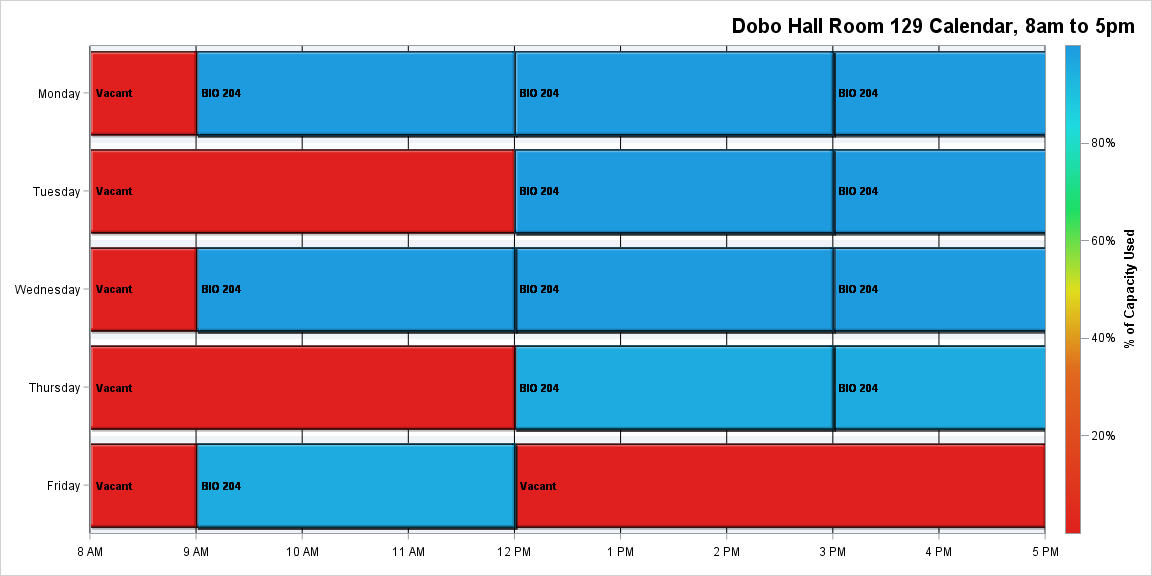 Dobo Hall Room 129 Calendar, 8am to 5pm
Monday
Vacant
BIO 204
BIO 204
BIO 204
Tuesday
Vacant
BIO 204
BIO 204
Wednesday
Vacant
BIO 204
BIO 204
BIO 204
Thursday
Vacant
BIO 204
BIO 204
Friday
Vacant
BIO 204
Vacant
8 AM
9 AM
10 AM
11 AM
12 PM
1 PM
2 PM
3 PM
4 PM
5 PM
80%
60%
40%
20%
% of Capacity Used